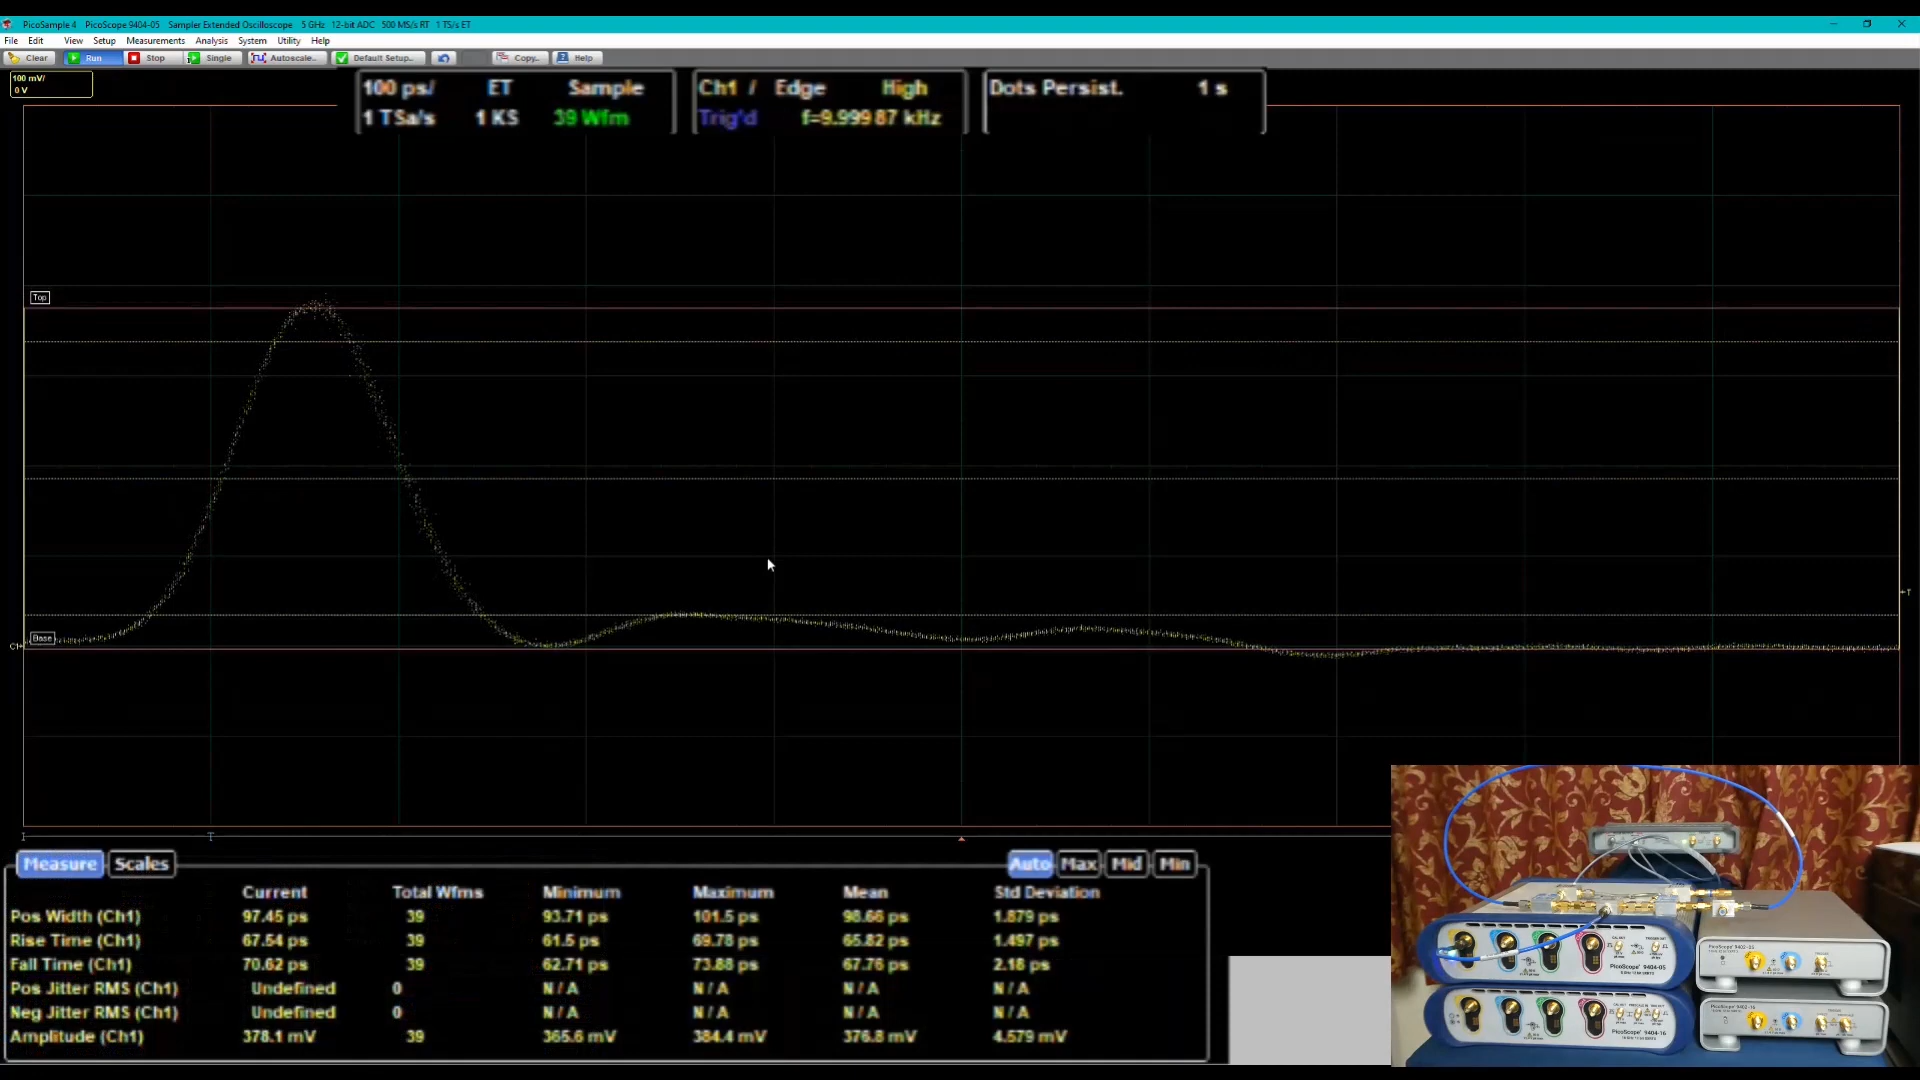 PicoSample 4 PicoScope 9404-05 Sampler Extended Oscilloscope 5 GHz 12-bit ADC 500 MS/s RT 1 TS/s ET
File Edit View Setup Measurements Analysis System Utility Help
Clear Run Stop Single Autoscale... Default Setup... Copy... Help
100 mV/
0 V
100 ps/ ET Sample
1 TSa/s 1 KS 39 Wfm
Ch1 / Edge High
Trig'd f=9.999 87 kHz
Dots Persist. 1 s
Top
Base
C1
T
T
Measure Scales Auto Max Mid Min
Current Total Wfms Minimum Maximum Mean Std Deviation
Pos Width (Ch1) 97.45 ps 39 93.71 ps 101.5 ps 98.66 ps 1.879 ps
Rise Time (Ch1) 67.54 ps 39 61.5 ps 69.78 ps 65.82 ps 1.497 ps
Fall Time (Ch1) 70.62 ps 39 62.71 ps 73.88 ps 67.76 ps 2.18 ps
Pos Jitter RMS (Ch1) Undefined 0 N / A N / A N / A N / A
Neg Jitter RMS (Ch1) Undefined 0 N / A N / A N / A N / A
Amplitude (Ch1) 378.1 mV 39 365.6 mV 384.4 mV 376.8 mV 4.579 mV
PicoScope 9404-05
PicoScope 9404-16